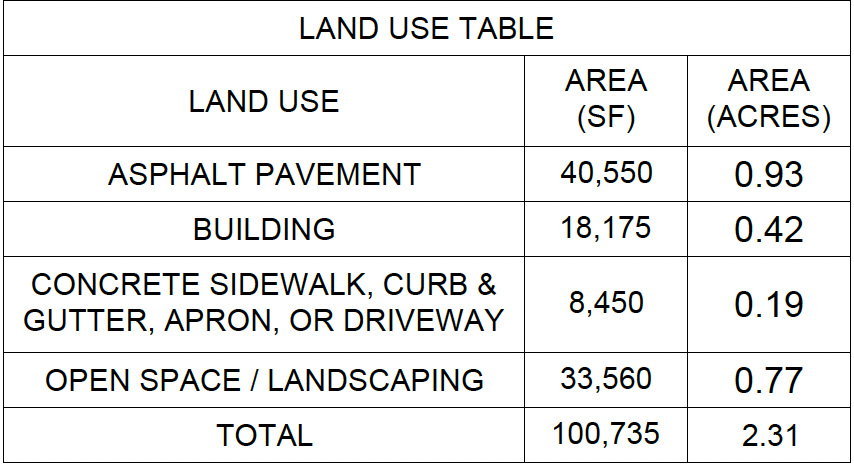 LAND USE TABLE
LAND USE AREA (SF) AREA (ACRES)
ASPHALT PAVEMENT 40,550 0.93
BUILDING 18,175 0.42
CONCRETE SIDEWALK, CURB &
GUTTER, APRON, OR DRIVEWAY 8,450 0.19
OPEN SPACE / LANDSCAPING 33,560 0.77
TOTAL 100,735 2.31